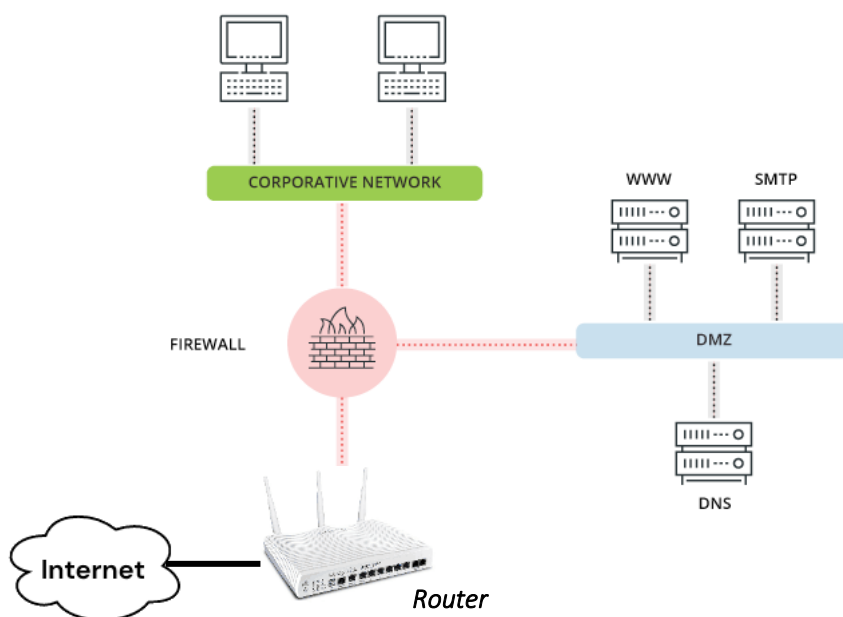 CORPORATIVE NETWORK
WWW
SMTP
FIREWALL
DMZ
DNS
Internet
Router